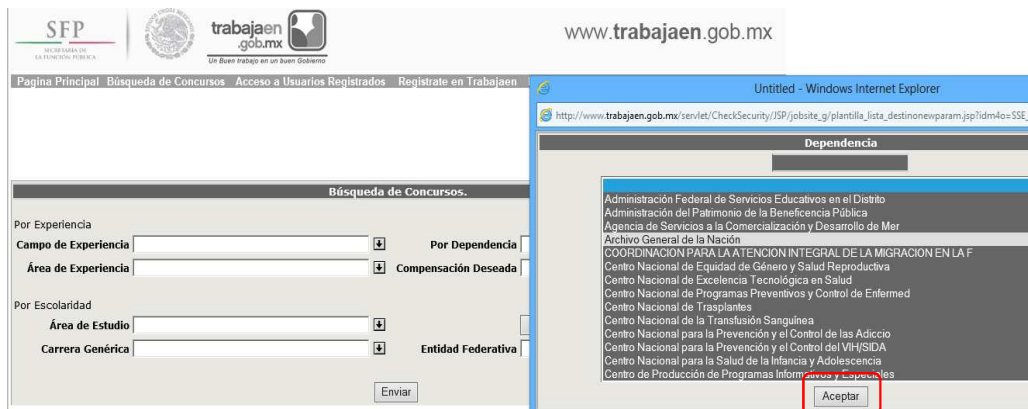 SFP
SECRETARÍA DE
LA FUNCIÓN PÚBLICA
trabajaen
.gob.mx
Un Buen trabajo en un buen Gobierno
www.trabajaen.gob.mx
Pagina Principal Búsqueda de Concursos Acceso a Usuarios Registrados Registrate en Trabajaen
Búsqueda de Concursos.
Por Experiencia
Campo de Experiencia
Por Dependencia
Área de Experiencia
Compensación Deseada
Por Escolaridad
Área de Estudio
Carrera Genérica
Entidad Federativa
Enviar
Untitled - Windows Internet Explorer
http://www.trabajaen.gob.mx/servlet/CheckSecurity/JSP/jobsite_g/plantilla_lista_destinonewparam.jsp?idm4o=SSE_
Dependencia
Administración Federal de Servicios Educativos en el Distrito
Administración del Patrimonio de la Beneficencia Pública
Agencia de Servicios a la Comercialización y Desarrollo de Mer
Archivo General de la Nación
COORDINACION PARA LA ATENCION INTEGRAL DE LA MIGRACION EN LA F
Centro Nacional de Equidad de Género y Salud Reproductiva
Centro Nacional de Excelencia Tecnológica en Salud
Centro Nacional de Programas Preventivos y Control de Enfermed
Centro Nacional de Trasplantes
Centro Nacional de la Transfusión Sanguínea
Centro Nacional para la Prevención y el Control de las Adiccio
Centro Nacional para la Prevención y el Control del VIH/SIDA
Centro Nacional para la Salud de la Infancia y Adolescencia
Centro de Producción de Programas Informativos y Especiales
Aceptar